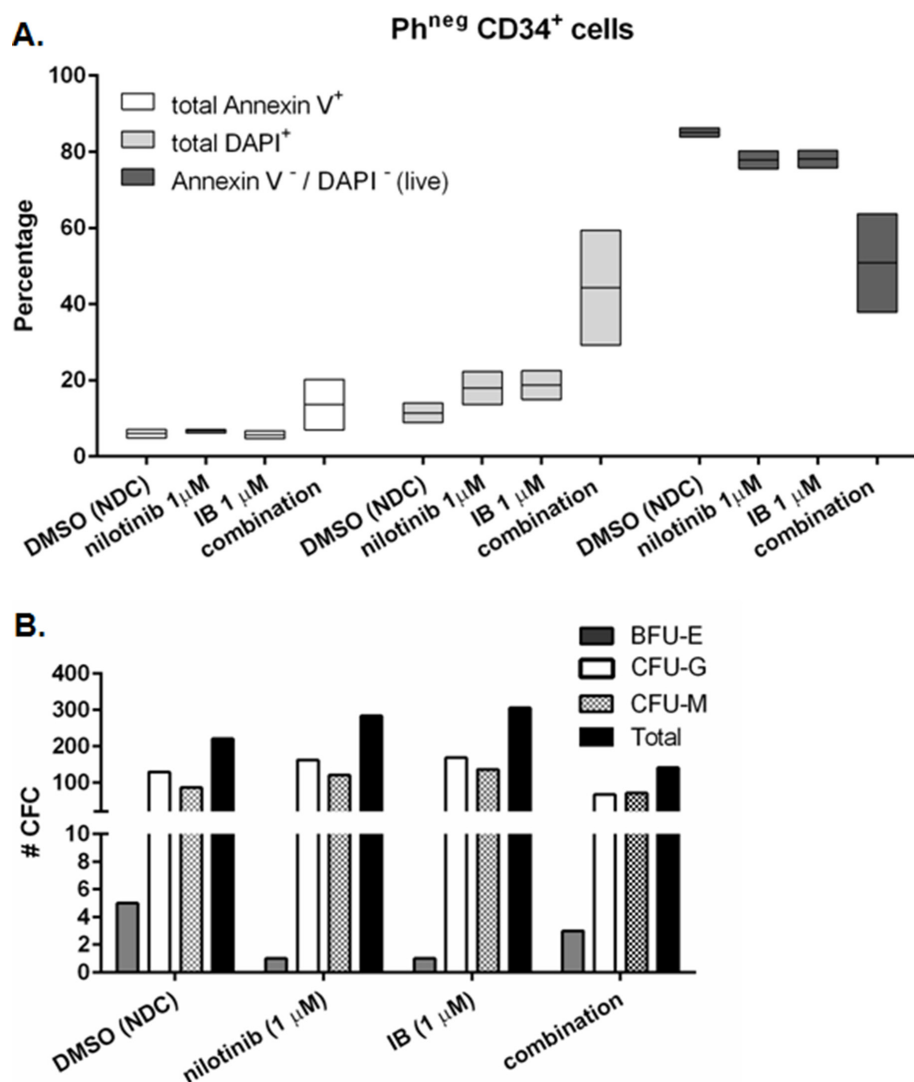 A.
Phneg CD34+ cells
Percentage
100
80
60
40
20
0
total Annexin V+
total DAPI+
Annexin V - / DAPI - (live)
DMSO (NDC)
nilotinib 1μM
IB 1 μM
combination
DMSO (NDC)
nilotinib 1μM
IB 1 μM
combination
DMSO (NDC)
nilotinib 1μM
IB 1 μM
combination
B.
# CFC
400
300
200
100
10
8
6
4
2
0
BFU-E
CFU-G
CFU-M
Total
DMSO (NDC)
nilotinib (1 μM)
IB (1 μM)
combination